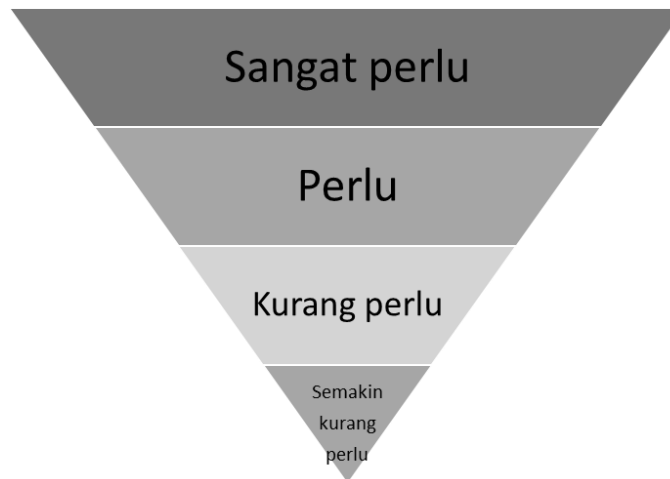 Sangat perlu
Perlu
Kurang perlu
Semakin
kurang
perlu